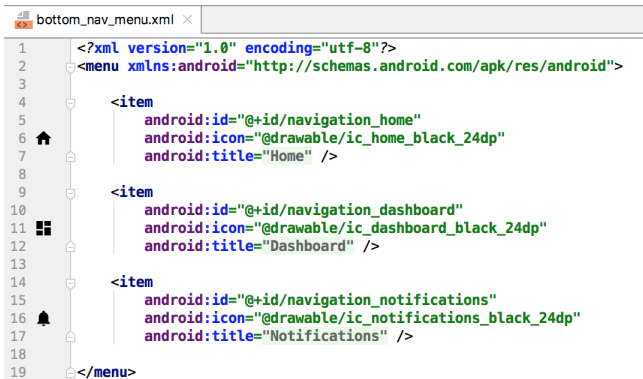 bottom_nav_menu.xml
1 <?xml version="1.0" encoding="utf-8"?>
2 <menu xmlns:android="http://schemas.android.com/apk/res/android">
3
4 <item
5 android:id="@+id/navigation_home"
6 android:icon="@drawable/ic_home_black_24dp"
7 android:title="Home" />
8
9 <item
10 android:id="@+id/navigation_dashboard"
11 android:icon="@drawable/ic_dashboard_black_24dp"
12 android:title="Dashboard" />
13
14 <item
15 android:id="@+id/navigation_notifications"
16 android:icon="@drawable/ic_notifications_black_24dp"
17 android:title="Notifications" />
18
19 </menu>